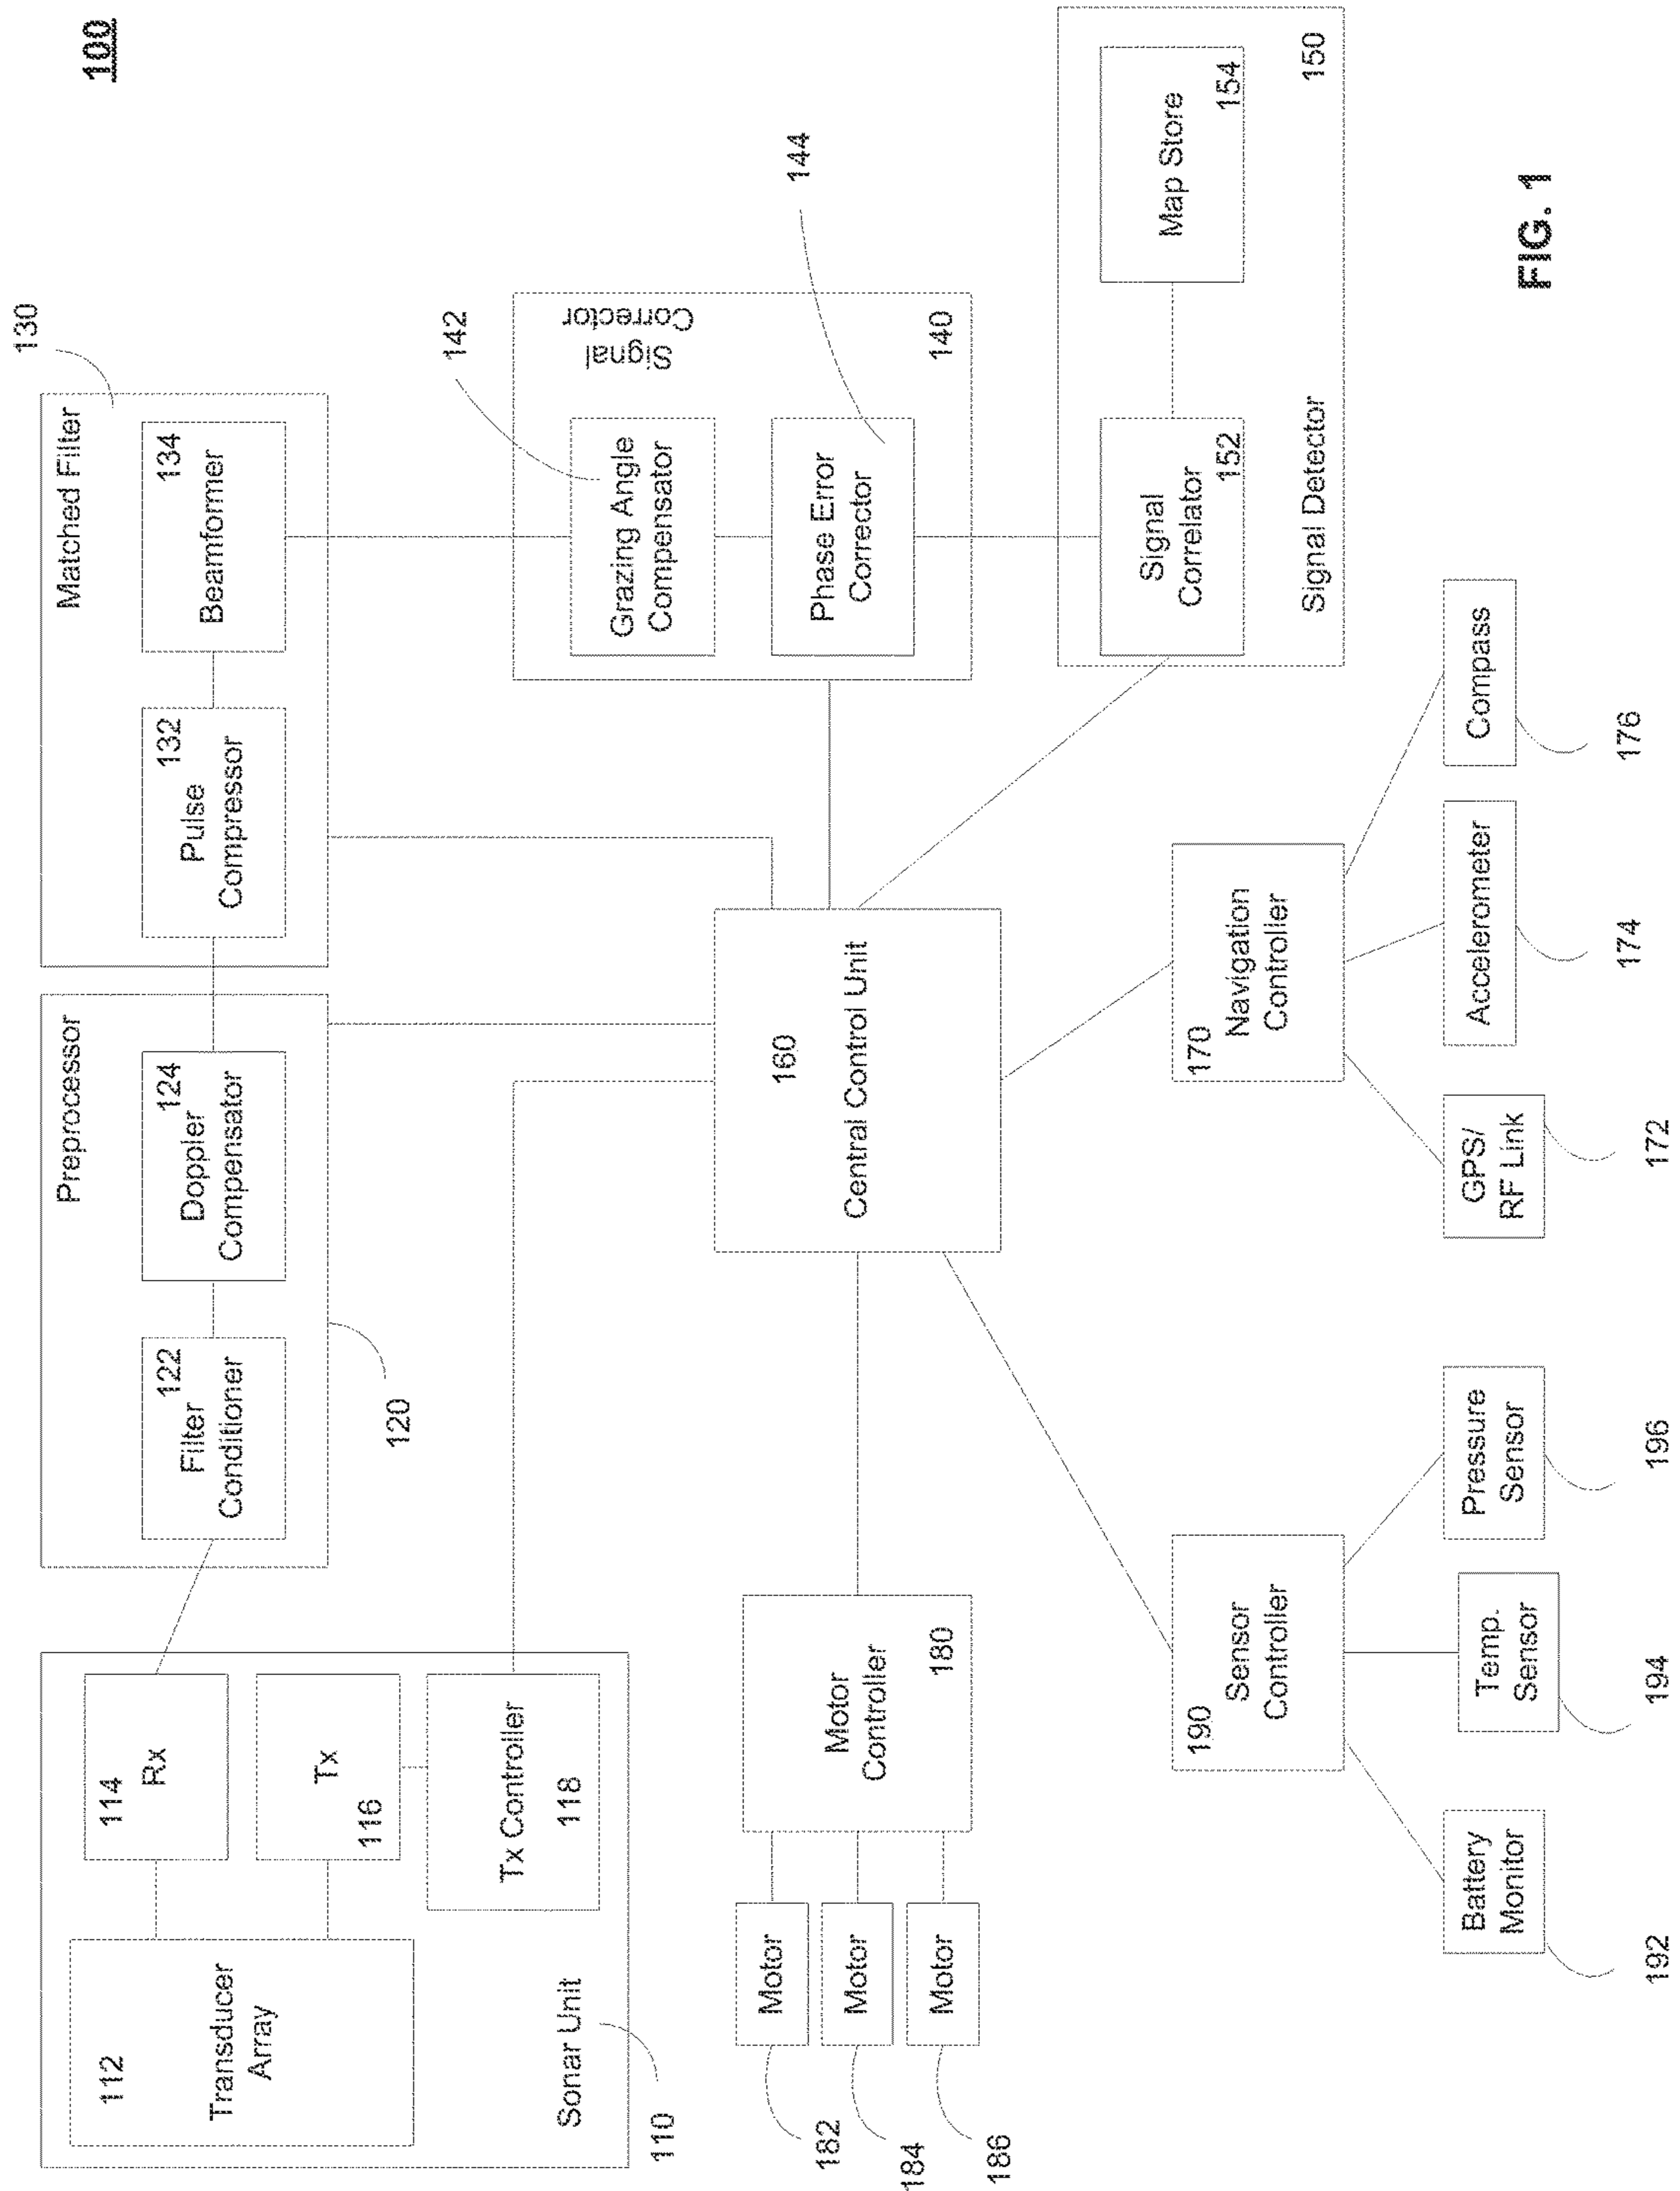 100
Sonar Unit
110
112
Transducer
Array
114
Rx
Tx
116
Tx Controller
118
Preprocessor
120
122
Filter
Conditioner
124
Doppler
Compensator
Matched Filter
130
132
Pulse
Compressor
134
Beamformer
142
Grazing Angle
Compensator
Signal
Corrector
140
Phase Error
Corrector
144
Signal
Correlator
152
Map Store
154
Signal Detector
150
160
Central Control Unit
Motor
Controller
180
Motor
182
Motor
184
Motor
186
190
Sensor
Controller
Battery
Monitor
192
Temp.
Sensor
194
Pressure
Sensor
196
170
Navigation
Controller
GPS/
RF Link
172
Accelerometer
174
Compass
176
FIG. 1